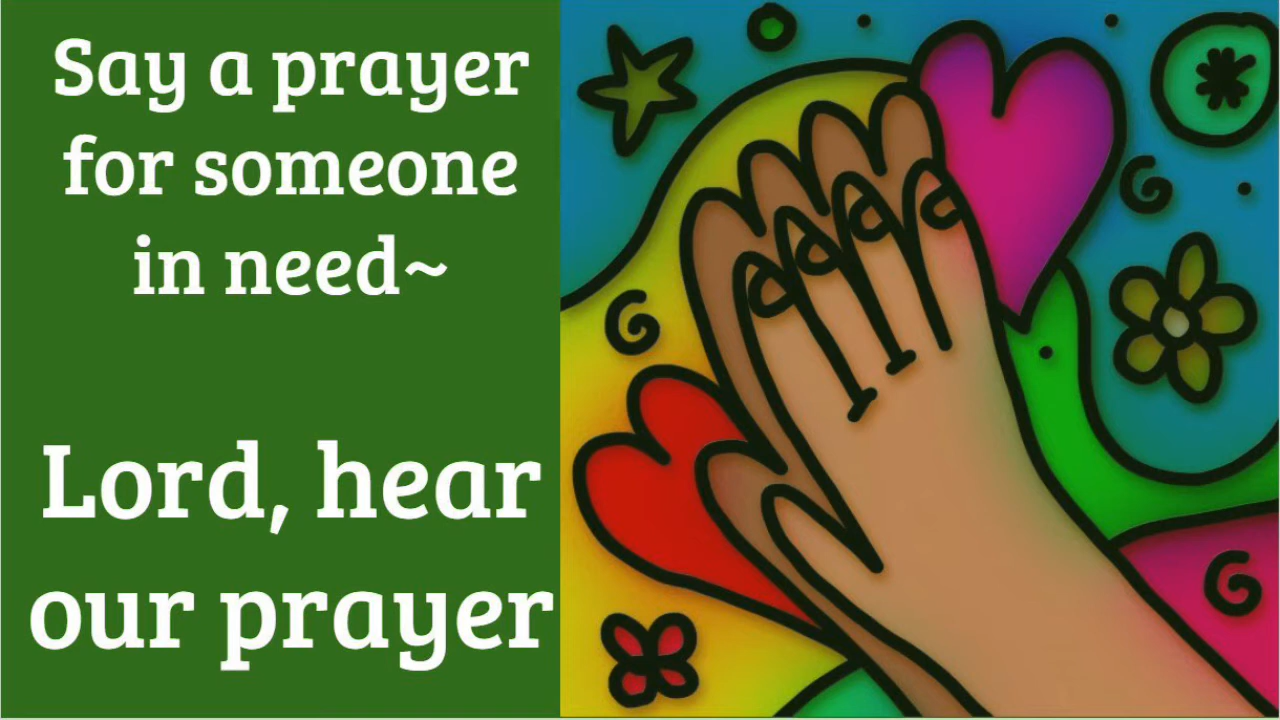 Say a prayer
for someone
in need~
Lord, hear
our prayer